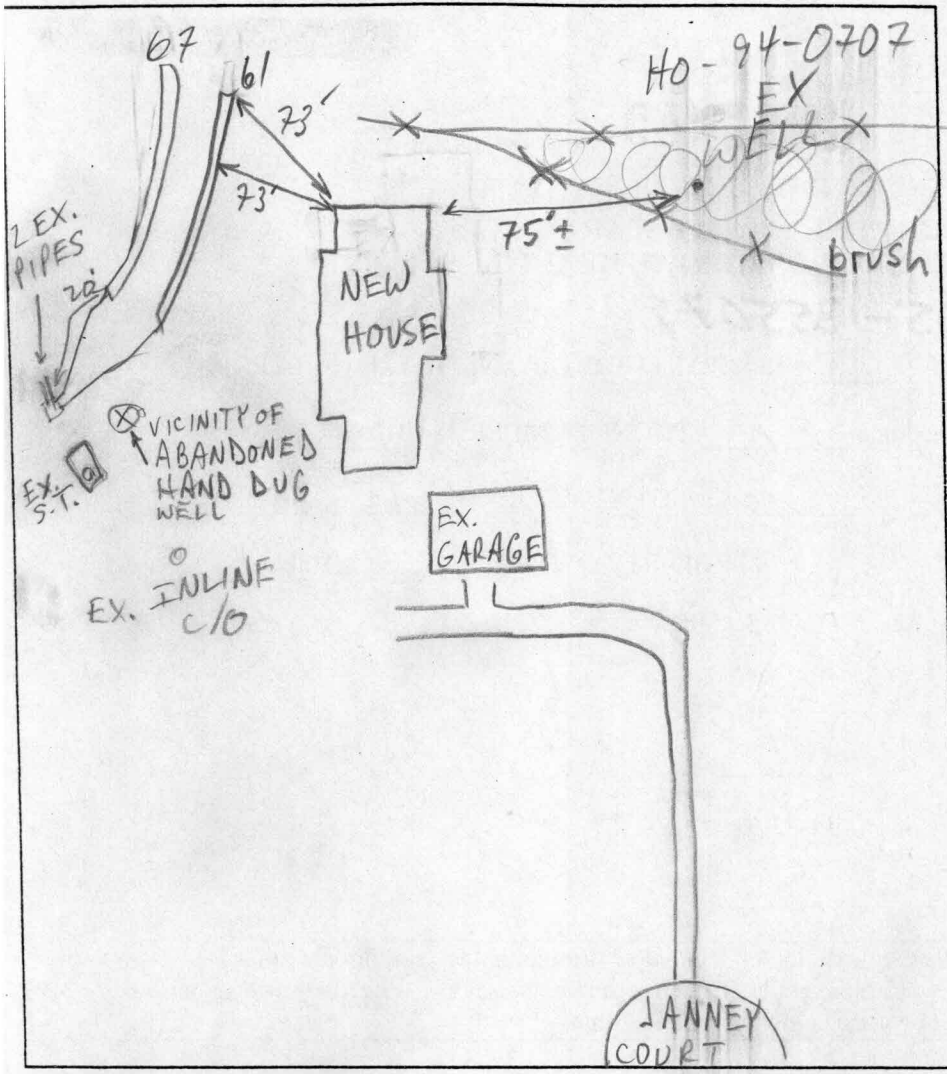 67
61
HO - 94-0707
EX
WELL
73'
73'
75'±
brush
2 EX.
PIPES
20'
NEW
HOUSE
VICINITY OF
ABANDONED
HAND DUG
WELL
EX.
S.T.
EX. INLINE
C/O
EX.
GARAGE
JANNEY
COURT